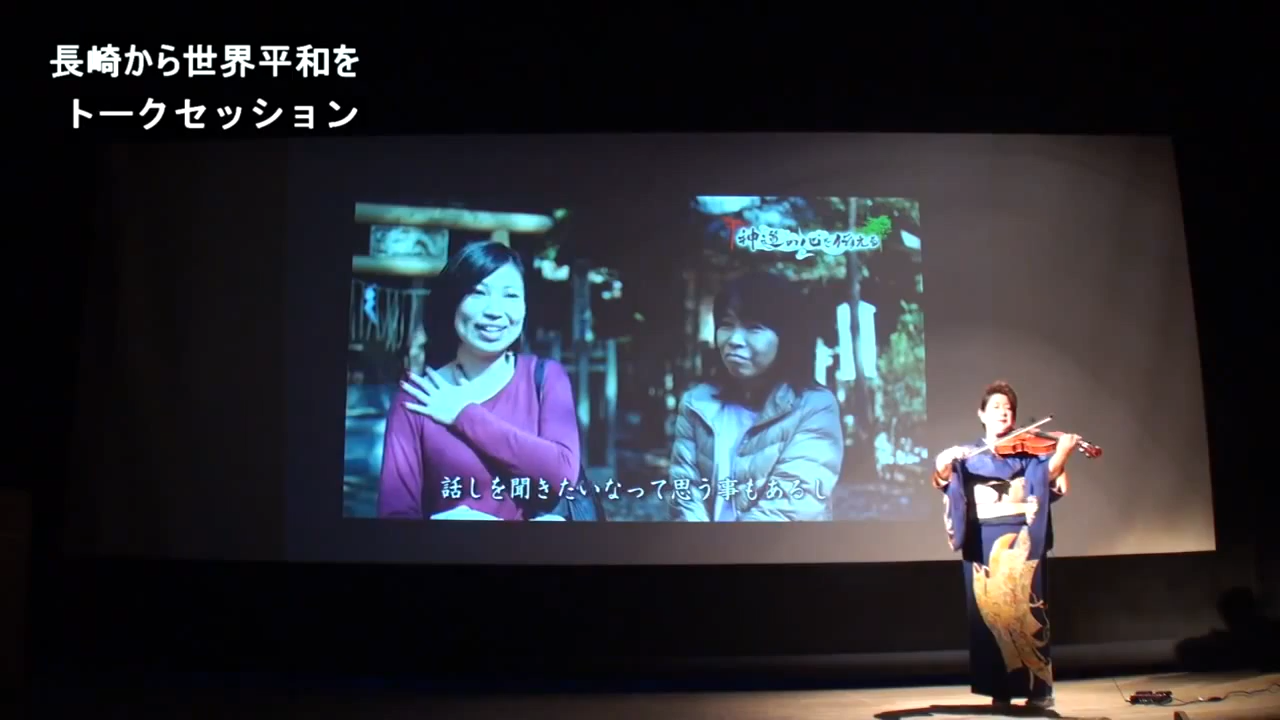 長崎から世界平和を
トークセッション
神道の心を伝える
話しを聞きたいなって思う事もあるし